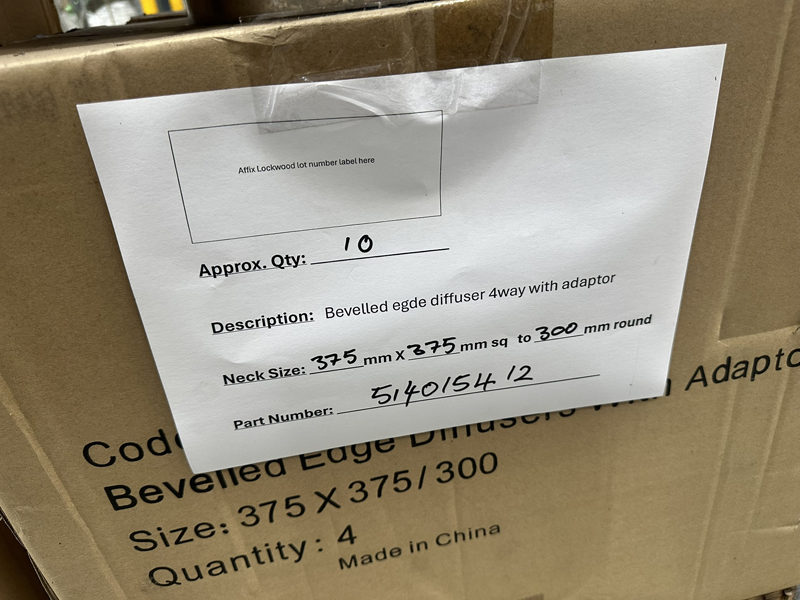 Affix Lockwood lot number label here
Approx. Qty: 10
Description: Bevelled egde diffuser 4way with adaptor
Neck Size: 375 mm X 375 mm sq to 300 mm round
Part Number: 514015412
Code
Bevelled Edge Diffusers With Adapto
Size: 375 X 375/300
Quantity: 4
Made in China